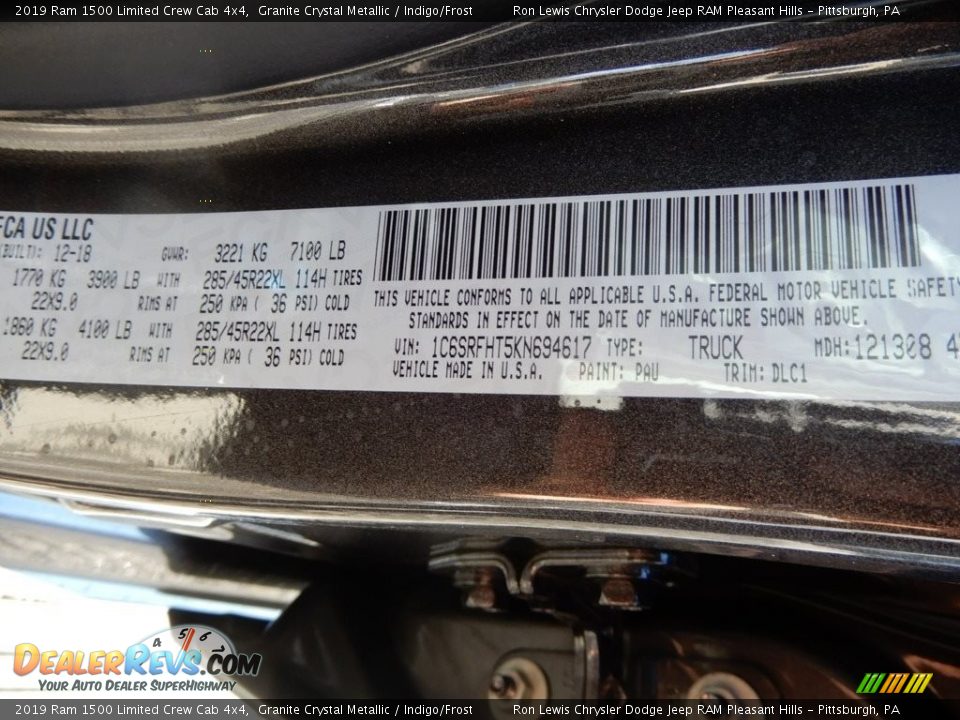 2019 Ram 1500 Limited Crew Cab 4x4, Granite Crystal Metallic / Indigo/Frost Ron Lewis Chrysler Dodge Jeep RAM Pleasant Hills - Pittsburgh, PA
FCA US LLC
BUILT: 12-18 GVWR: 3221 KG 7100 LB
1770 KG 3900 LB WITH 285/45R22XL 114H TIRES
22X9.0 RIMS AT 250 KPA ( 36 PSI) COLD
1860 KG 4100 LB WITH 285/45R22XL 114H TIRES
22X9.0 RIMS AT 250 KPA ( 36 PSI) COLD
THIS VEHICLE CONFORMS TO ALL APPLICABLE U.S.A. FEDERAL MOTOR VEHICLE SAFETY
STANDARDS IN EFFECT ON THE DATE OF MANUFACTURE SHOWN ABOVE.
VIN: 1C6SRFHT5KN694617 TYPE: TRUCK MDH: 121308
VEHICLE MADE IN U.S.A. PAINT: PAU TRIM: DLC1
4 5 6
DealerRevs.com
Your Auto Dealer SuperHighway
2019 Ram 1500 Limited Crew Cab 4x4, Granite Crystal Metallic / Indigo/Frost Ron Lewis Chrysler Dodge Jeep RAM Pleasant Hills - Pittsburgh, PA